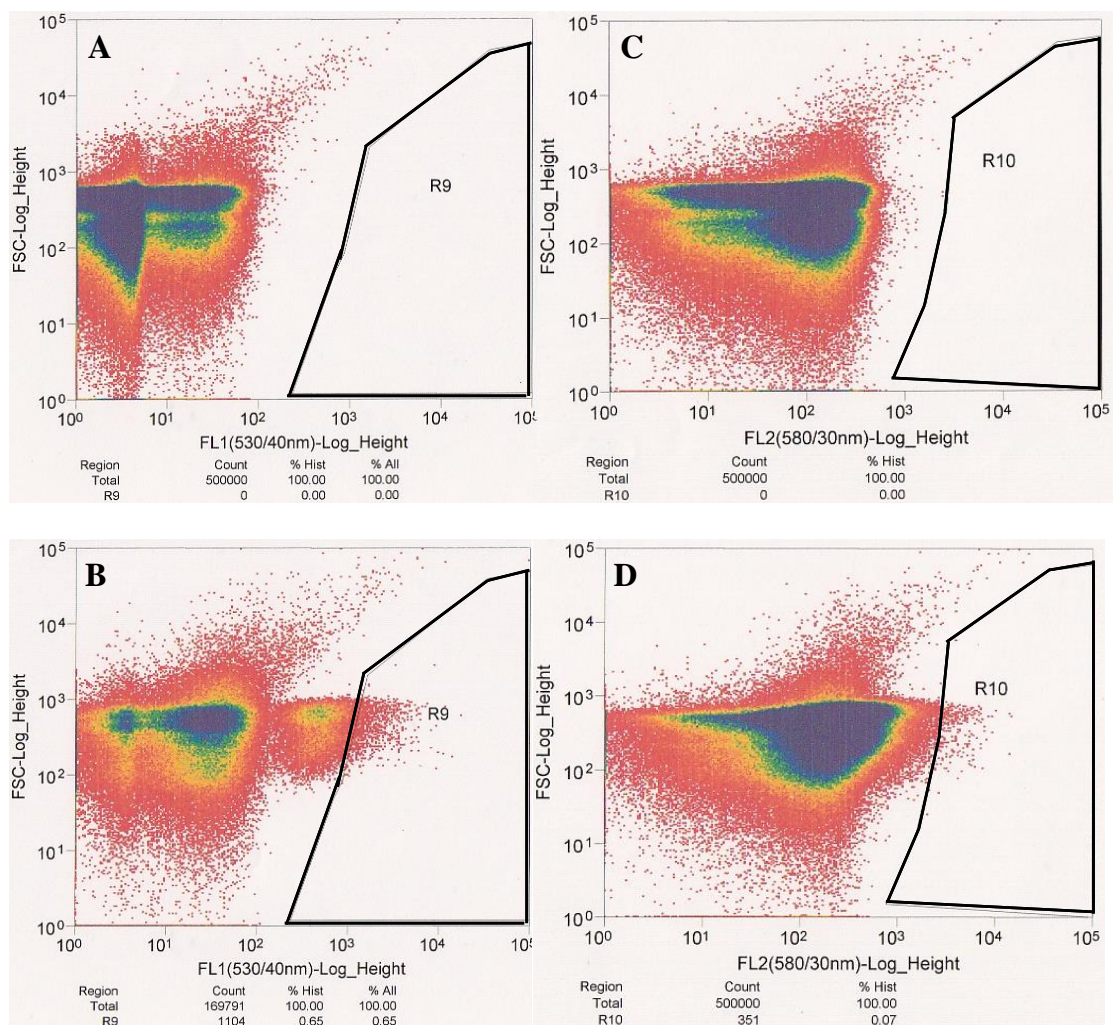 A
10^5
10^4
10^3
10^2
10^1
10^0
FSC-Log_Height
R9
10^0 10^1 10^2 10^3 10^4 10^5
FL1(530/40nm)-Log_Height
Region Count % Hist % All
Total 500000 100.00 100.00
R9 0 0.00 0.00
C
10^5
10^4
10^3
10^2
10^1
10^0
FSC-Log_Height
R10
10^0 10^1 10^2 10^3 10^4 10^5
FL2(580/30nm)-Log_Height
Region Count % Hist
Total 500000 100.00
R10 0 0.00
B
10^5
10^4
10^3
10^2
10^1
10^0
FSC-Log_Height
R9
10^0 10^1 10^2 10^3 10^4 10^5
FL1(530/40nm)-Log_Height
Region Count % Hist % All
Total 169791 100.00 100.00
R9 1104 0.65 0.65
D
10^5
10^4
10^3
10^2
10^1
10^0
FSC-Log_Height
R10
10^0 10^1 10^2 10^3 10^4 10^5
FL2(580/30nm)-Log_Height
Region Count % Hist
Total 500000 100.00
R10 351 0.07